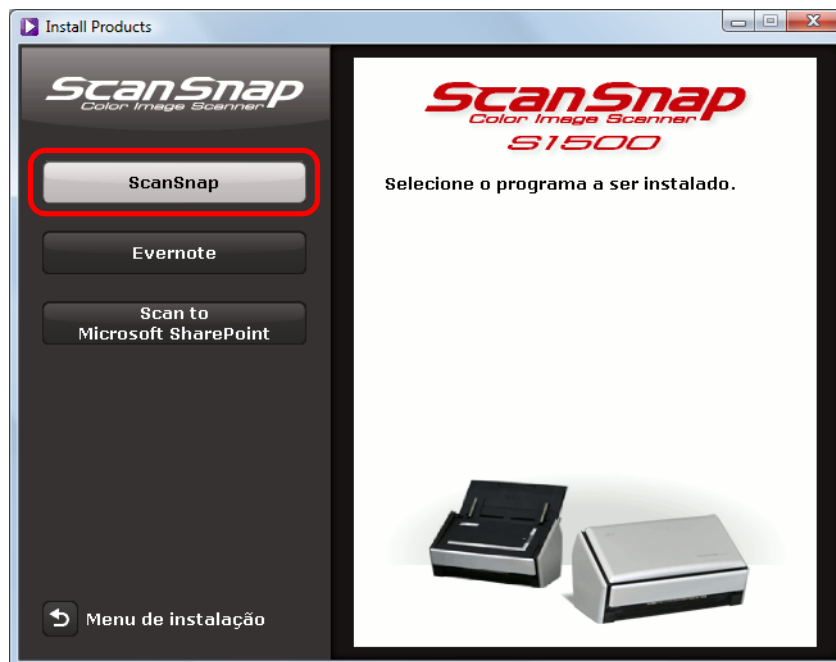 Install Products
ScanSnap
Color Image Scanner
ScanSnap
Evernote
Scan to
Microsoft SharePoint
Menu de instalação
ScanSnap
Color Image Scanner
S1500
Selecione o programa a ser instalado.